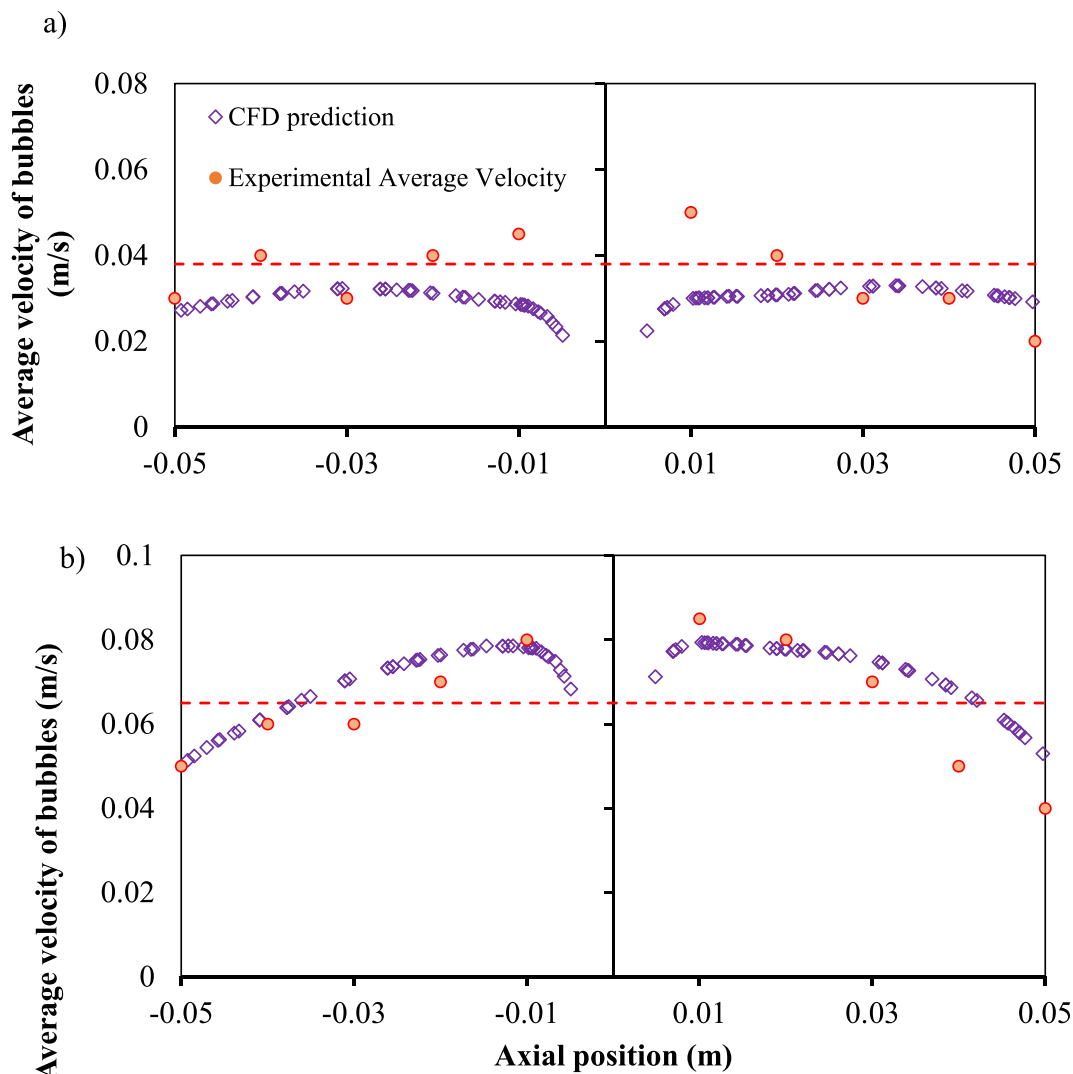 a)
Average velocity of bubbles
(m/s)
0.08
0.06
0.04
0.02
0
CFD prediction
Experimental Average Velocity
-0.05
-0.03
-0.01
0.01
0.03
0.05
b)
Average velocity of bubbles (m/s)
0.1
0.08
0.06
0.04
0.02
0
-0.05
-0.03
-0.01
0.01
0.03
0.05
Axial position (m)